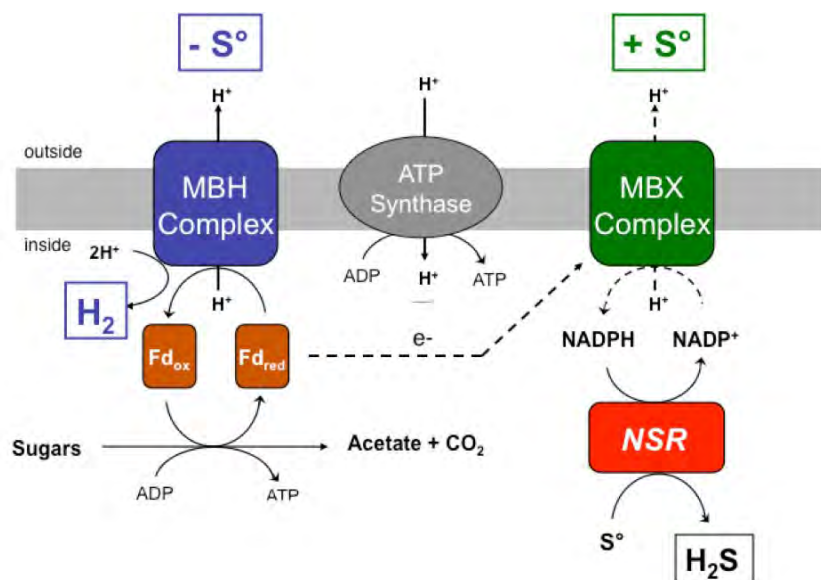 - S°
+ S°
H⁺
H⁺
H⁺
outside
MBH
Complex
ATP
Synthase
MBX
Complex
inside
2H⁺
H⁺
ADP
H⁺
ATP
H⁺
H₂
Fdox
Fdred
e-
NADPH
NADP⁺
Sugars
Acetate + CO₂
ADP
ATP
NSR
S°
H₂S